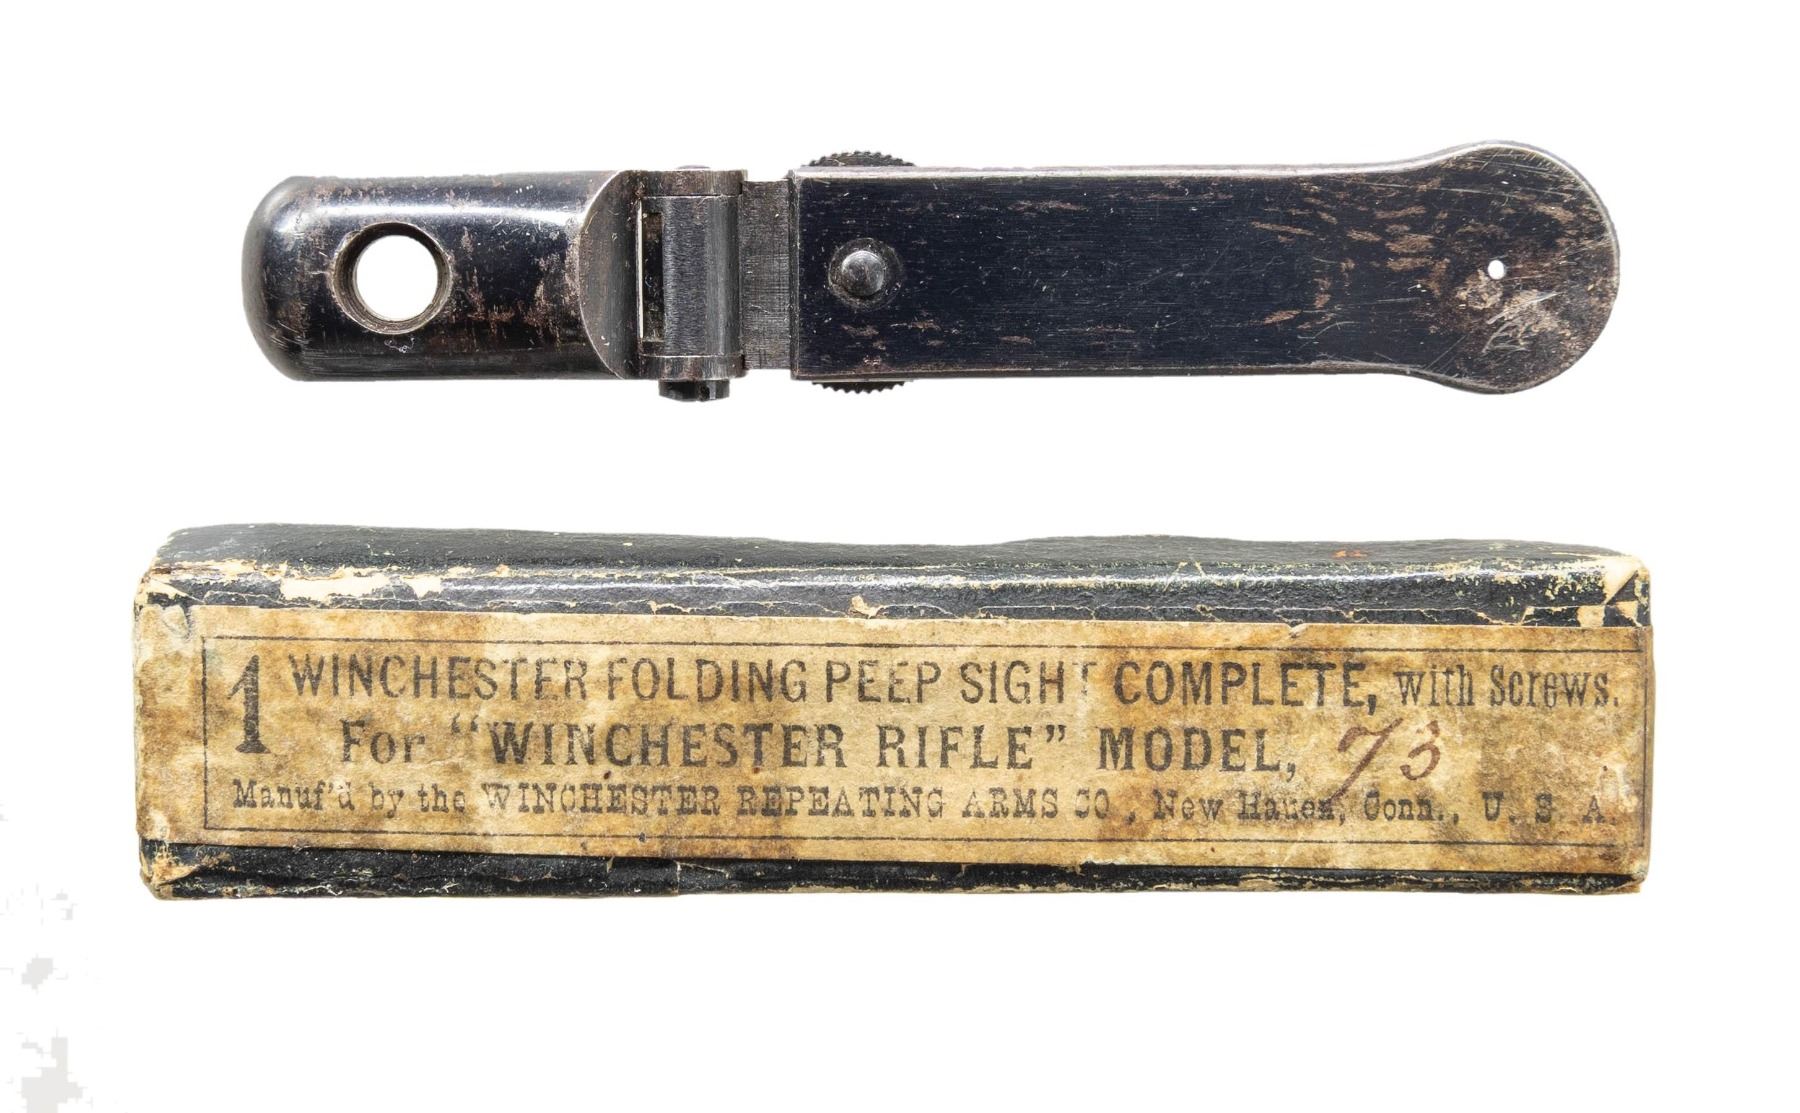 1 WINCHESTER FOLDING PEEP SIGHT COMPLETE, with Screws.
For "WINCHESTER RIFLE" MODEL, 73
Manuf'd by the WINCHESTER REPEATING ARMS CO., New Haven, Conn., U. S. A.